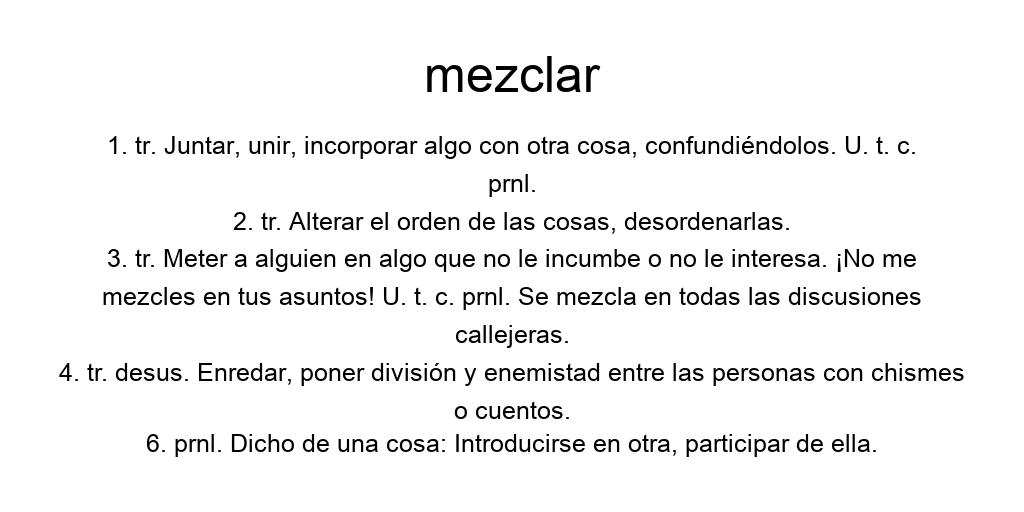 mezclar
1. tr. Juntar, unir, incorporar algo con otra cosa, confundiéndolos. U. t. c.
prnl.
2. tr. Alterar el orden de las cosas, desordenarlas.
3. tr. Meter a alguien en algo que no le incumbe o no le interesa. ¡No me
mezcles en tus asuntos! U. t. c. prnl. Se mezcla en todas las discusiones
callejeras.
4. tr. desus. Enredar, poner división y enemistad entre las personas con chismes
o cuentos.
6. prnl. Dicho de una cosa: Introducirse en otra, participar de ella.